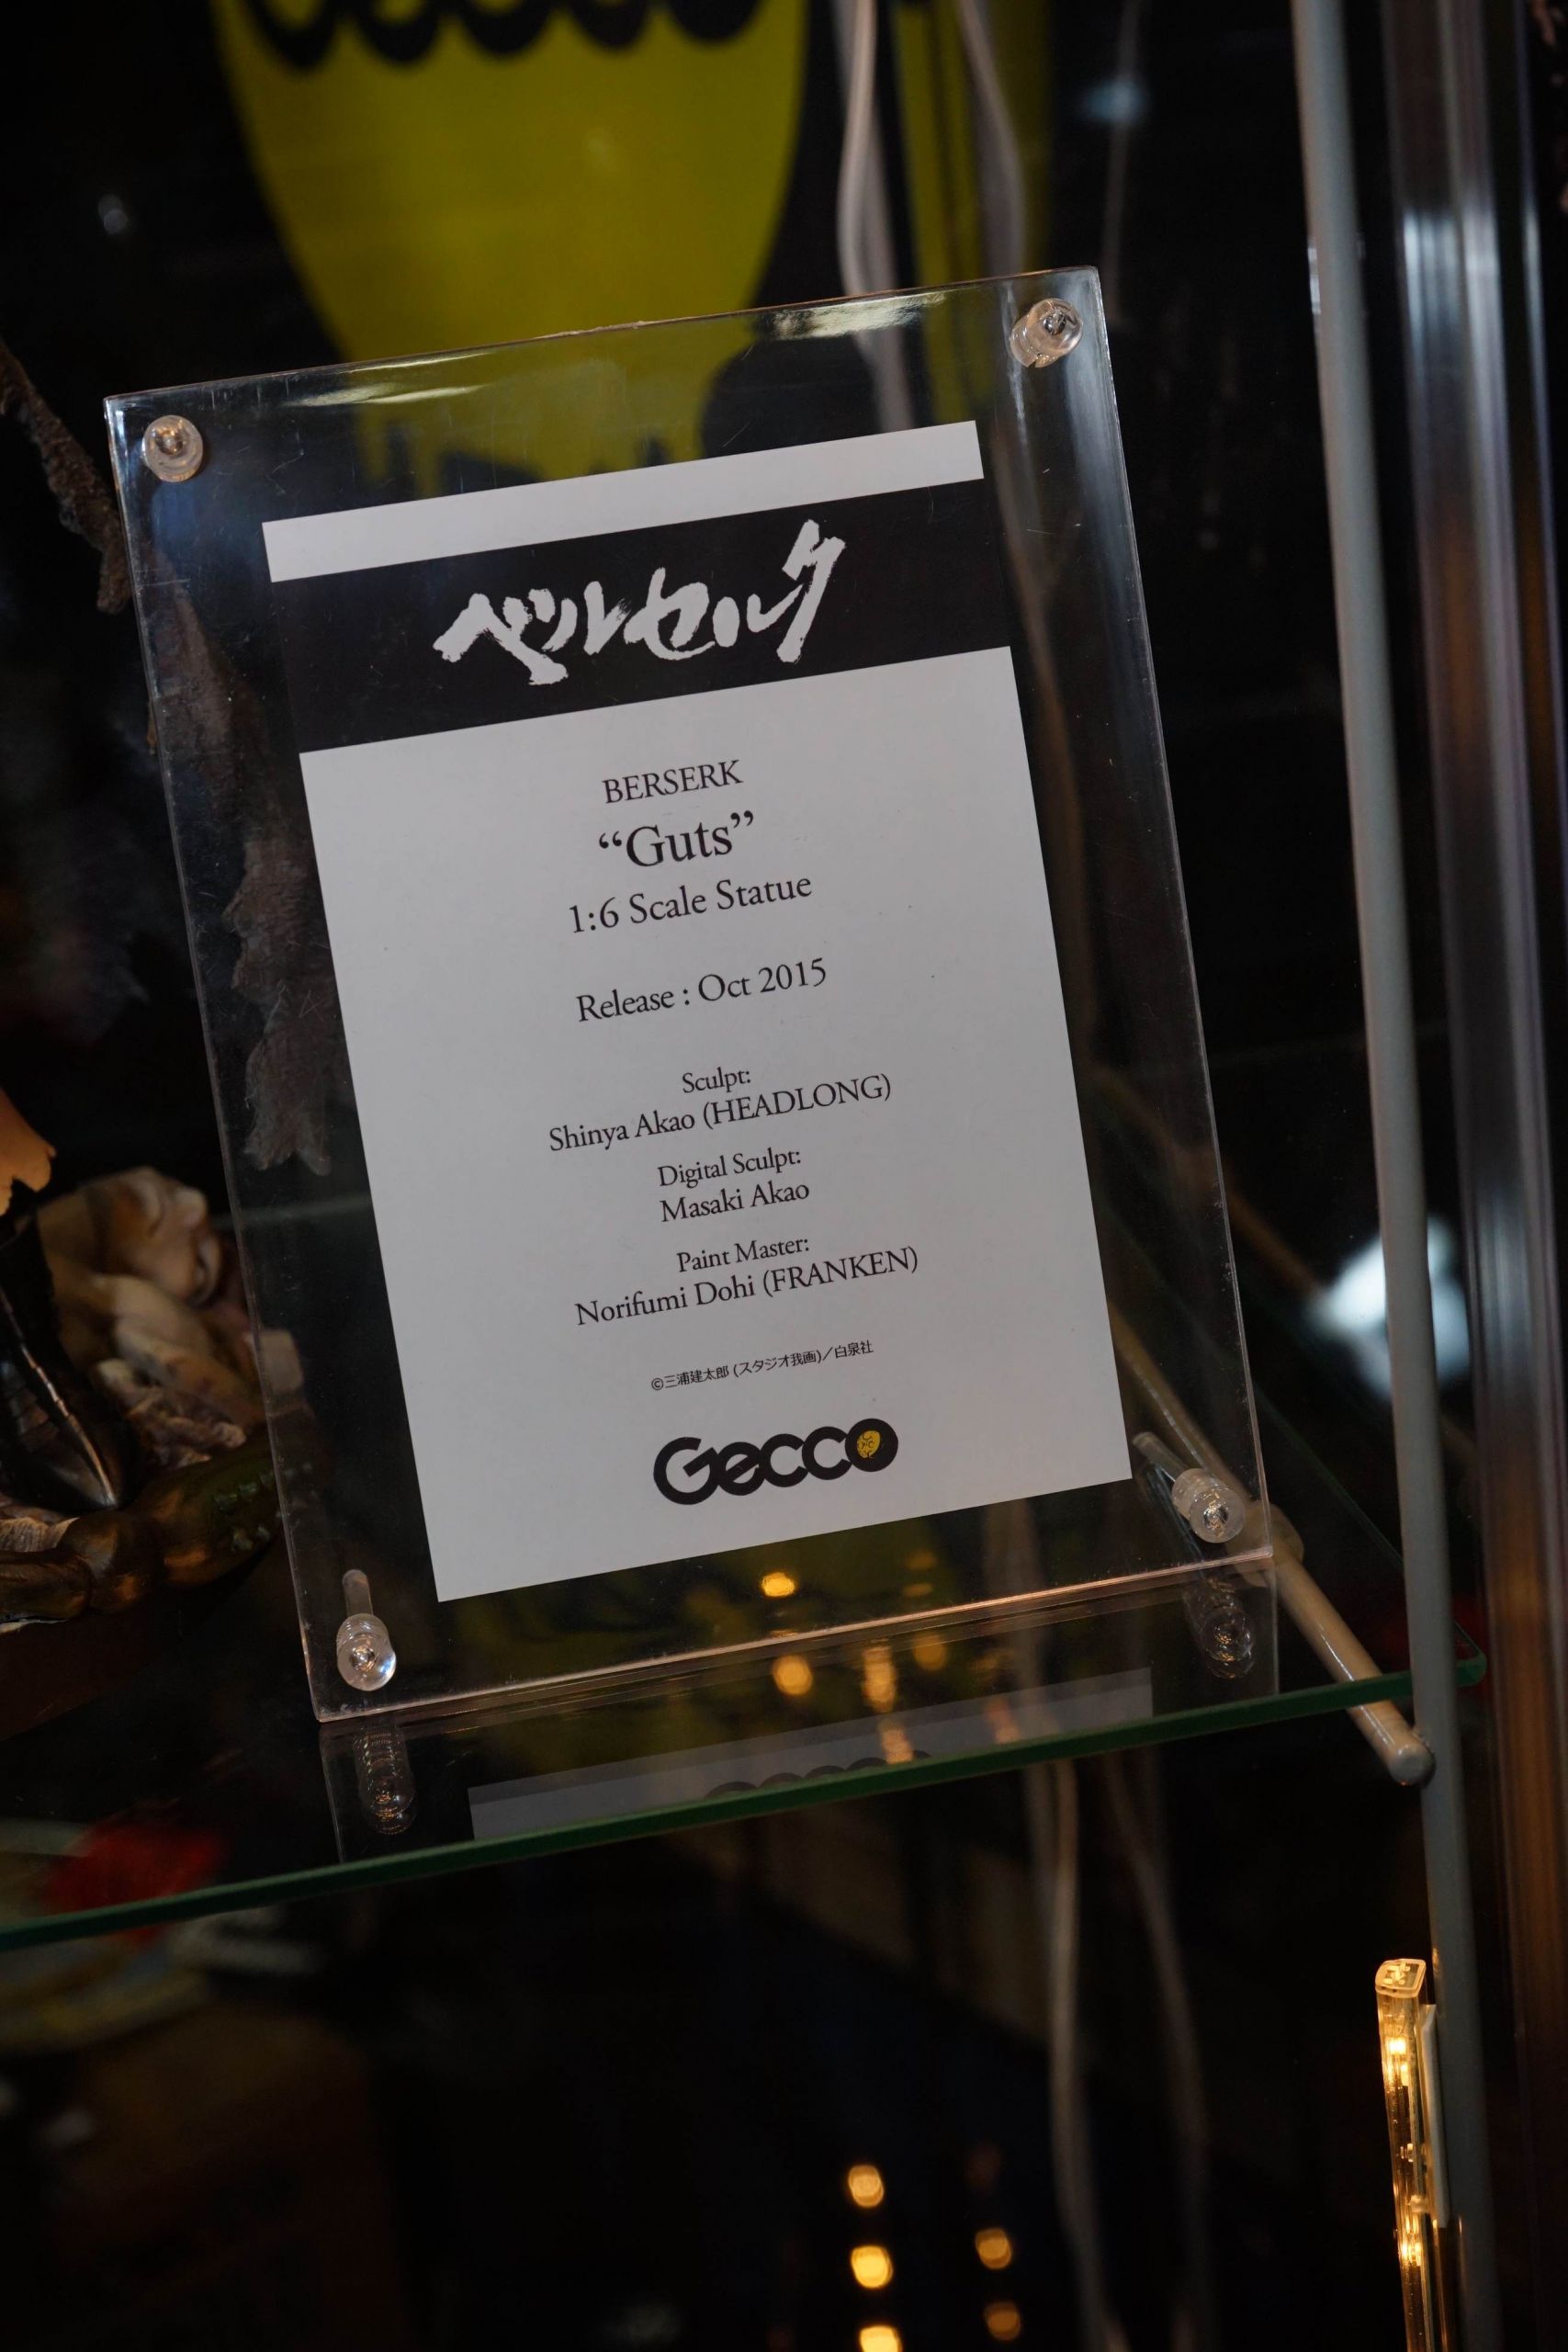 ベルセルク
BERSERK
“Guts”
1:6 Scale Statue
Release : Oct 2015
Sculpt:
Shinya Akao (HEADLONG)
Digital Sculpt:
Masaki Akao
Paint Master:
Norifumi Dohi (FRANKEN)
©三浦建太郎 (スタジオ我画)／白泉社
Gecco